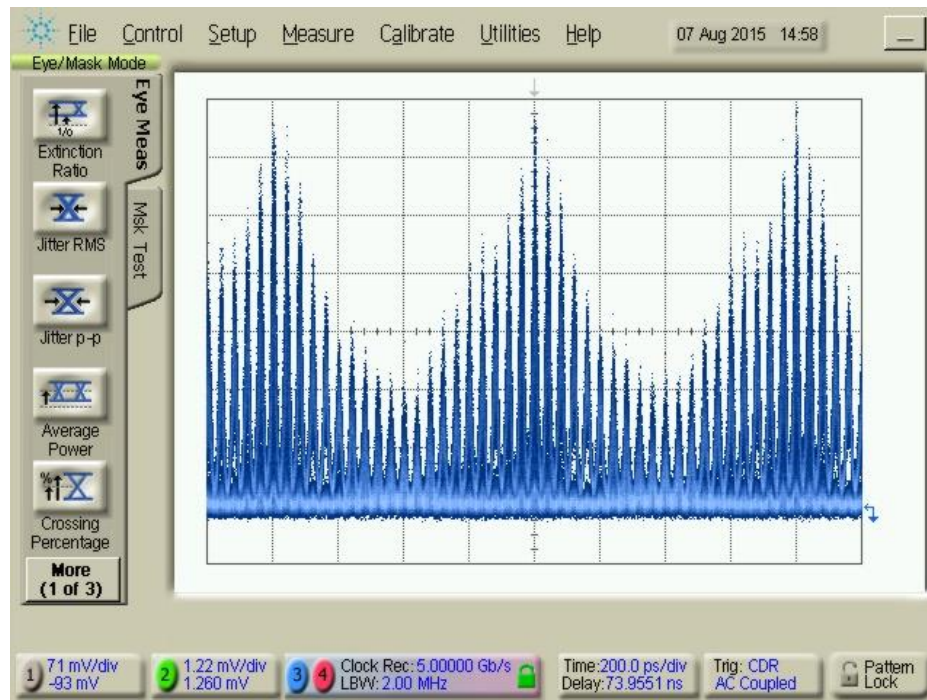 File Control Setup Measure Calibrate Utilities Help 07 Aug 2015 14:58
Eye/Mask Mode
Eye Meas
Msk Test
1/0
Extinction
Ratio
Jitter RMS
Jitter p-p
Average
Power
%
Crossing
Percentage
More
(1 of 3)
1 71 mV/div
-93 mV
2 1.22 mV/div
1.260 mV
3 4 Clock Rec: 5.00000 Gb/s
LBW: 2.00 MHz
Time:200.0 ps/div
Delay:73.9551 ns
Trig: CDR
AC Coupled
Pattern
Lock